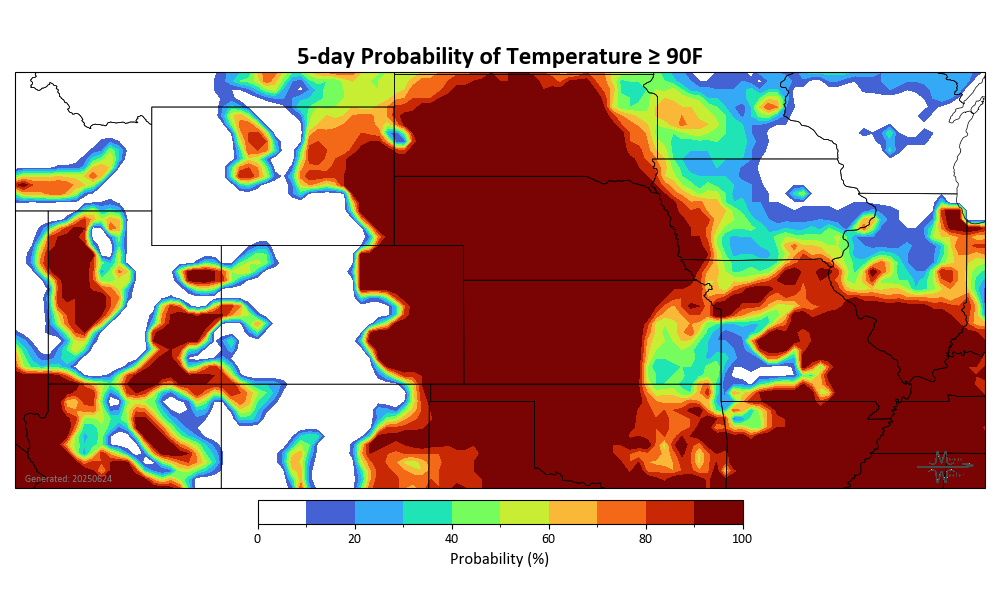 5-day Probability of Temperature ≥ 90F
Generated: 20250624
0 20 40 60 80 100
Probability (%)